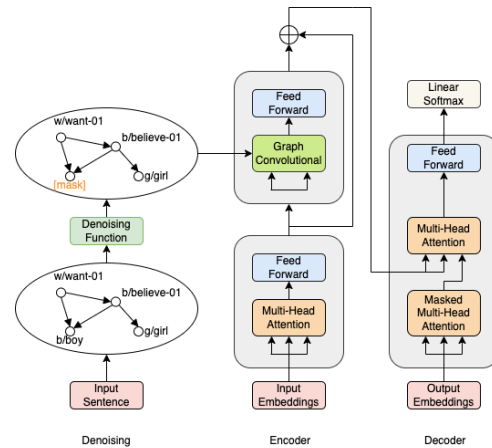 w/want-01
b/believe-01
[mask]
g/girl
Denoising
Function
w/want-01
b/believe-01
b/boy
g/girl
Input
Sentence
Denoising
Feed
Forward
Graph
Convolutional
Feed
Forward
Multi-Head
Attention
Input
Embeddings
Encoder
Linear
Softmax
Feed
Forward
Multi-Head
Attention
Masked
Multi-Head
Attention
Output
Embeddings
Decoder